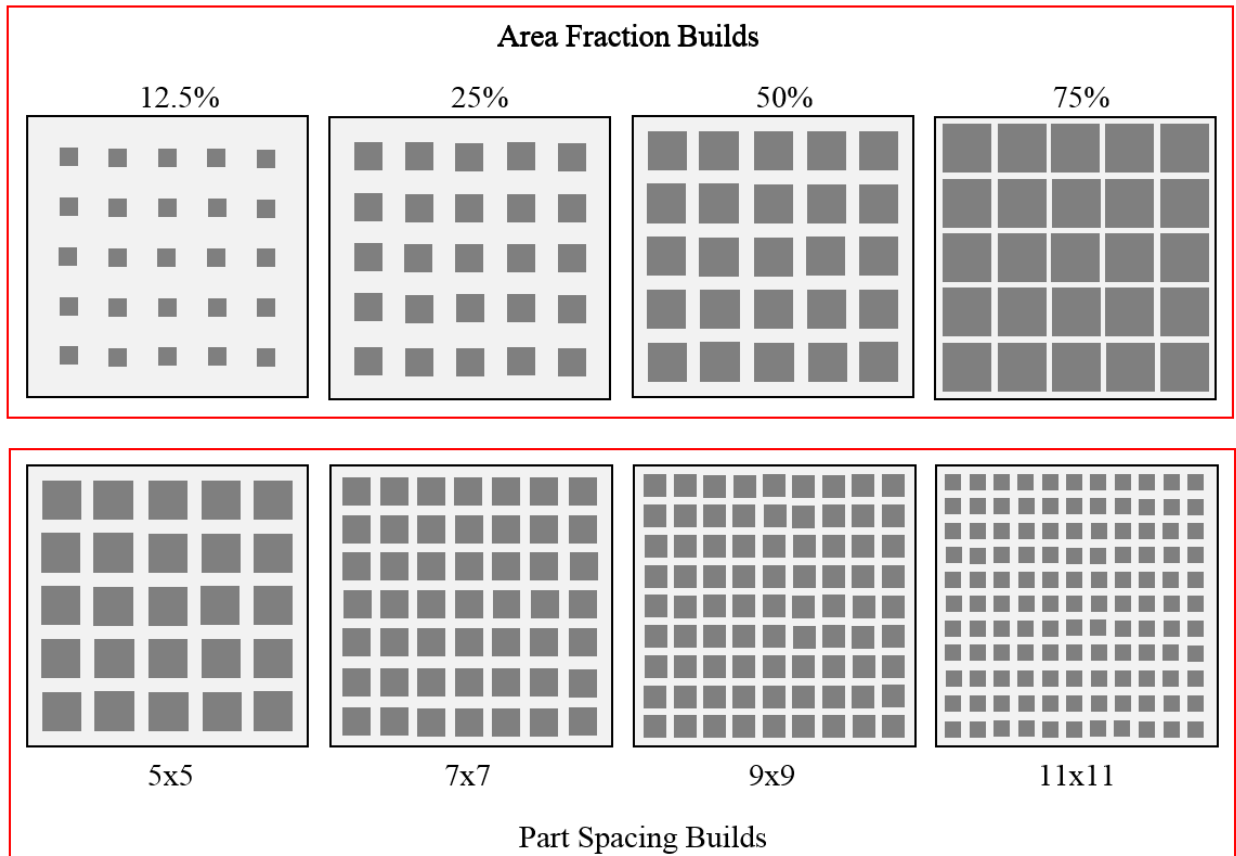 Area Fraction Builds
12.5% 25% 50% 75%
5x5 7x7 9x9 11x11
Part Spacing Builds